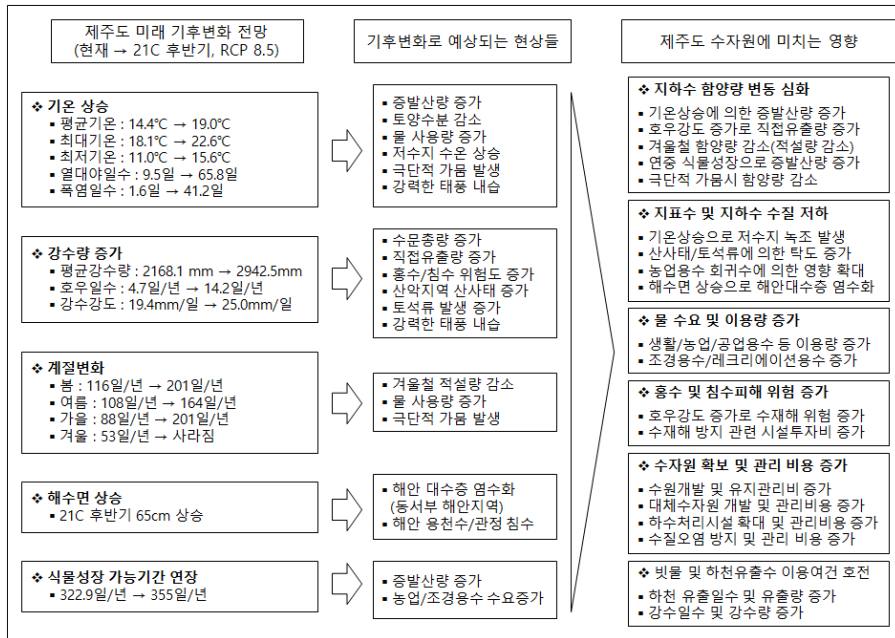 제주도 미래 기후변화 전망
(현재 → 21C 후반기, RCP 8.5)
❖ 기온 상승
▪ 평균기온 : 14.4℃ → 19.0℃
▪ 최대기온 : 18.1℃ → 22.6℃
▪ 최저기온 : 11.0℃ → 15.6℃
▪ 열대야일수 : 9.5일 → 65.8일
▪ 폭염일수 : 1.6일 → 41.2일
❖ 강수량 증가
▪ 평균강수량 : 2168.1 mm → 2942.5mm
▪ 호우일수 : 4.7일/년 → 14.2일/년
▪ 강수강도 : 19.4mm/일 → 25.0mm/일
❖ 계절변화
▪ 봄 : 116일/년 → 201일/년
▪ 여름 : 108일/년 → 164일/년
▪ 가을 : 88일/년 → 201일/년
▪ 겨울 : 53일/년 → 사라짐
❖ 해수면 상승
▪ 21C 후반기 65cm 상승
❖ 식물성장 가능기간 연장
▪ 322.9일/년 → 355일/년
기후변화로 예상되는 현상들
▪ 증발산량 증가
▪ 토양수분 감소
▪ 물 사용량 증가
▪ 저수지 수온 상승
▪ 극단적 가뭄 발생
▪ 강력한 태풍 내습
▪ 수문총량 증가
▪ 직접유출량 증가
▪ 홍수/침수 위험도 증가
▪ 산악지역 산사태 증가
▪ 토석류 발생 증가
▪ 강력한 태풍 내습
▪ 겨울철 적설량 감소
▪ 물 사용량 증가
▪ 극단적 가뭄 발생
▪ 해안 대수층 염수화
(동서부 해안지역)
▪ 해안 용천수/관정 침수
▪ 증발산량 증가
▪ 농업/조경용수 수요증가
제주도 수자원에 미치는 영향
❖ 지하수 함양량 변동 심화
▪ 기온상승에 의한 증발산량 증가
▪ 호우강도 증가로 직접유출량 증가
▪ 겨울철 함양량 감소(적설량 감소)
▪ 연중 식물성장으로 증발산량 증가
▪ 극단적 가뭄시 함양량 감소
❖ 지표수 및 지하수 수질 저하
▪ 기온상승으로 저수지 녹조 발생
▪ 산사태/토석류에 의한 탁도 증가
▪ 농업용수 회귀수에 의한 영향 확대
▪ 해수면 상승으로 해안대수층 염수화
❖ 물 수요 및 이용량 증가
▪ 생활/농업/공업용수 등 이용량 증가
▪ 조경용수/레크리에이션용수 증가
❖ 홍수 및 침수피해 위험 증가
▪ 호우강도 증가로 수재해 위험 증가
▪ 수재해 방지 관련 시설투자비 증가
❖ 수자원 확보 및 관리 비용 증가
▪ 수원개발 및 유지관리비 증가
▪ 대체수자원 개발 및 관리비용 증가
▪ 하수처리시설 확대 및 관리비용 증가
▪ 수질오염 방지 및 관리 비용 증가
❖ 빗물 및 하천유출수 이용여건 호전
▪ 하천 유출일수 및 유출량 증가
▪ 강수일수 및 강수량 증가